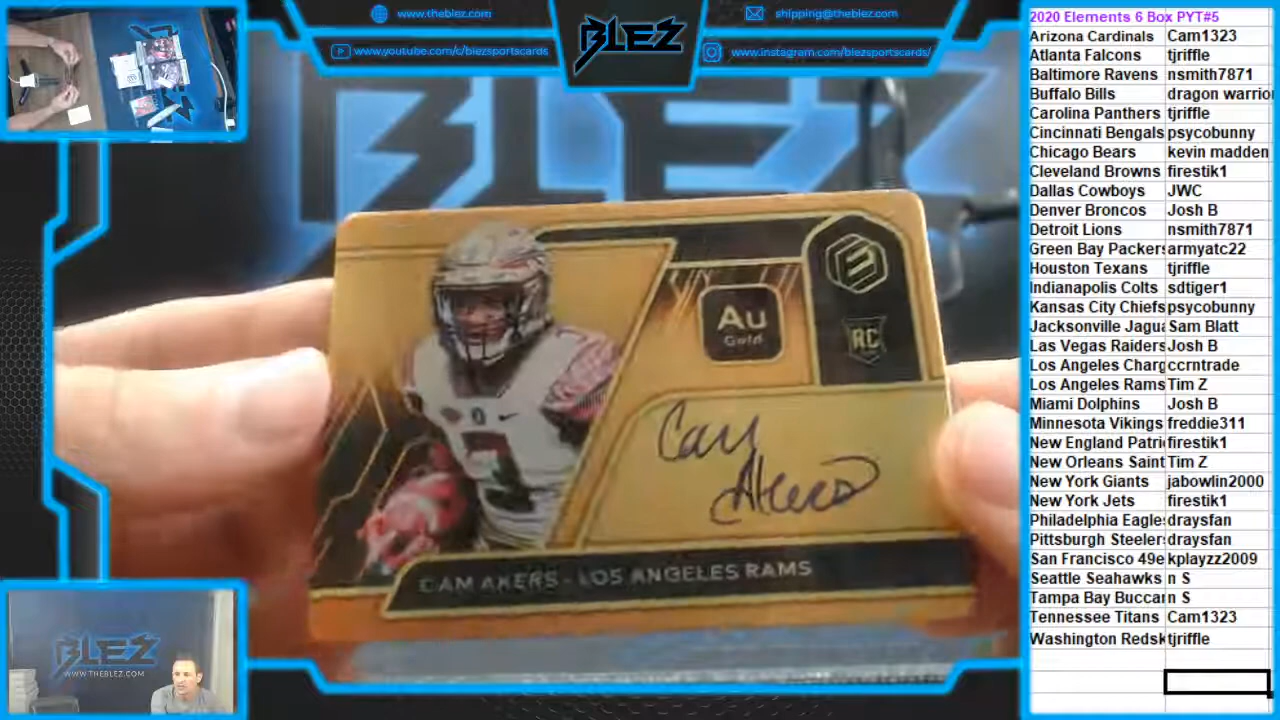 www.theblez.com
www.youtube.com/c/blezsportscards
BLEZ
shipping@theblez.com
www.instagram.com/blezsportscards/
BLEZ
Au
Gold
RC
Cam
Akers
CAM AKERS - LOS ANGELES RAMS
BLEZ
WWW.THEBLEZ.COM
2020 Elements 6 Box PYT#5
Arizona Cardinals Cam1323
Atlanta Falcons tjriffle
Baltimore Ravens nsmith7871
Buffalo Bills dragon warrior
Carolina Panthers tjriffle
Cincinnati Bengals psycobunny
Chicago Bears kevin madden
Cleveland Browns firestik1
Dallas Cowboys JWC
Denver Broncos Josh B
Detroit Lions nsmith7871
Green Bay Packers armyatc22
Houston Texans tjriffle
Indianapolis Colts sdtiger1
Kansas City Chiefs psycobunny
Jacksonville Jagua Sam Blatt
Las Vegas Raiders Josh B
Los Angeles Charg ccrntrade
Los Angeles Rams Tim Z
Miami Dolphins Josh B
Minnesota Vikings freddie311
New England Patri firestik1
New Orleans Saint Tim Z
New York Giants jabowlin2000
New York Jets firestik1
Philadelphia Eagles draysfan
Pittsburgh Steelers draysfan
San Francisco 49e kplayzz2009
Seattle Seahawks n S
Tampa Bay Buccan n S
Tennessee Titans Cam1323
Washington Redsk tjriffle